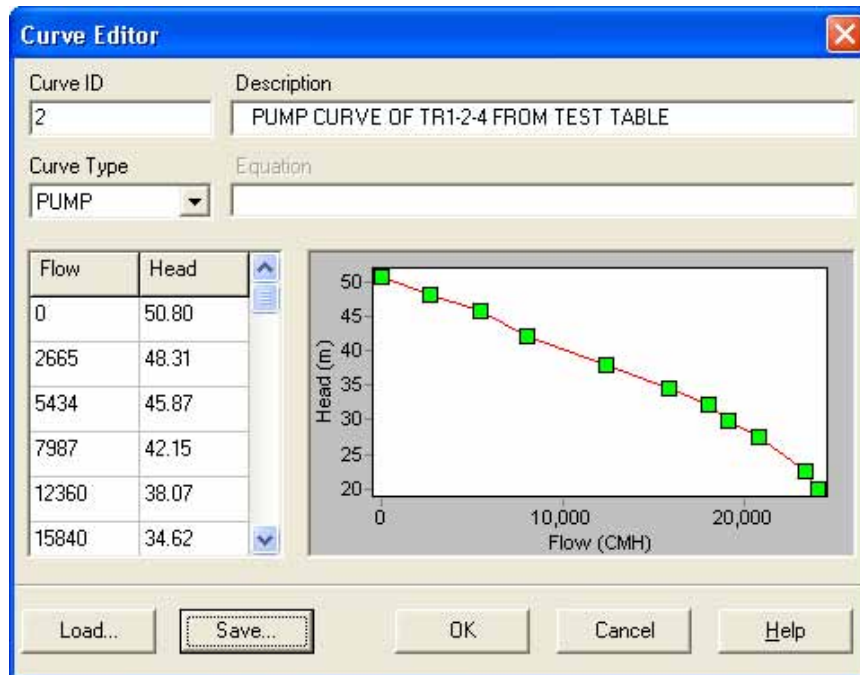 Curve Editor
Curve ID Description
2 PUMP CURVE OF TR1-2-4 FROM TEST TABLE
Curve Type Equation
PUMP
Flow Head
0 50.80
2665 48.31
5434 45.87
7987 42.15
12360 38.07
15840 34.62
Head (m)
50
45
40
35
30
25
20
0 10,000 20,000
Flow (CMH)
Load... Save... OK Cancel Help